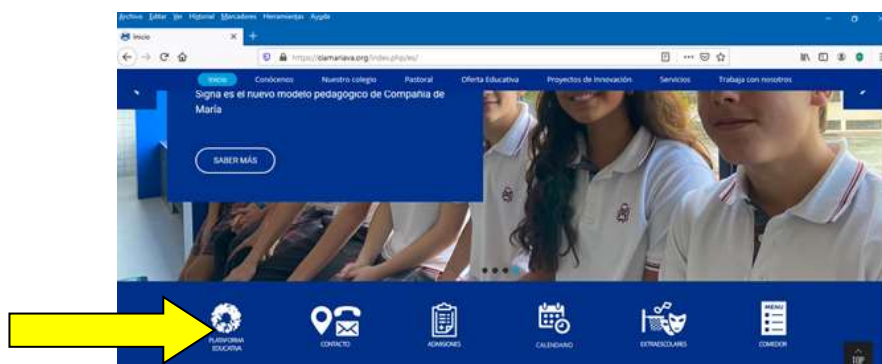 Archivo Editar Ver Historial Marcadores Herramientas Ayuda
Inicio
https://ciamariava.org/index.php/es/
Inicio Conócenos Nuestro colegio Pastoral Oferta Educativa Proyectos de Innovación Servicios Trabaja con nosotros
Signa es el nuevo modelo pedagógico de Compañía de
María
SABER MÁS
PLATAFORMA
EDUCATIVA
CONTACTO
ADMISIONES
CALENDARIO
EXTRAESCOLARES
MENU
COMEDOR
TOP